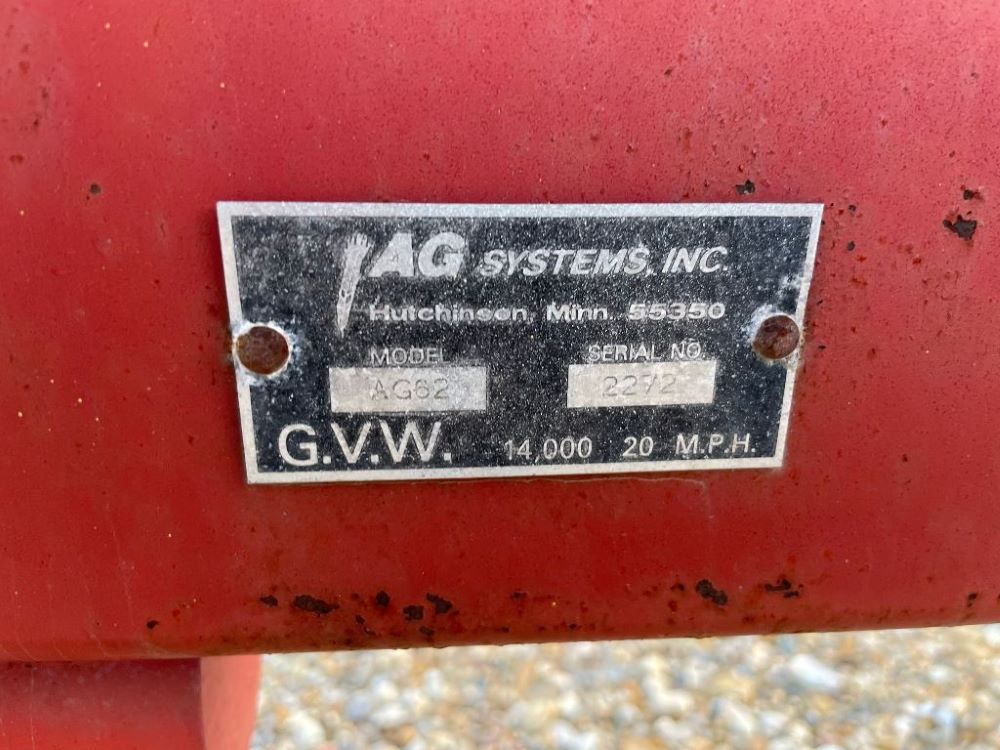 AG SYSTEMS, INC.
Hutchinson, Minn. 55350
MODEL SERIAL NO
AG62 2272
G.V.W. 14,000 20 M.P.H.